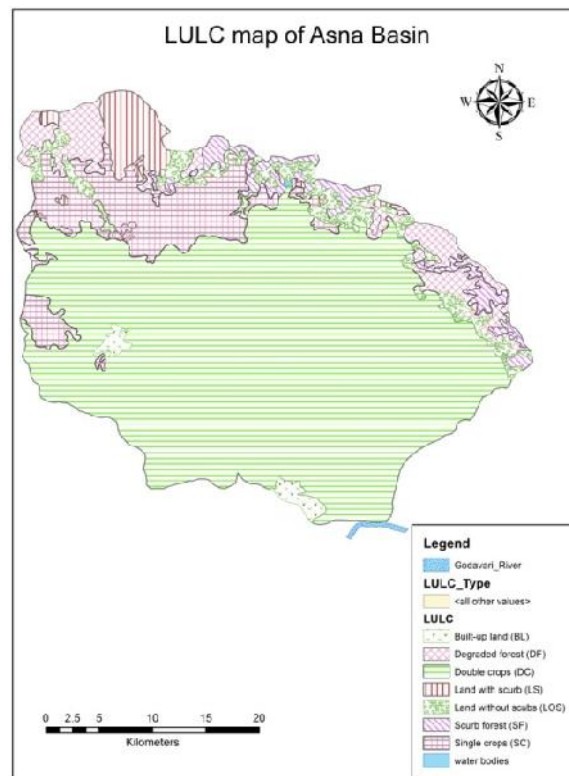 LULC map of Asna Basin
N
W E
S
Legend
Godavari_River
LULC_Type
<all other values>
LULC
Built-up land (BL)
Degraded forest (DF)
Double crops (DC)
Land with scurb (LS)
Land without scubs (LOS)
Scurb forest (SF)
Single crops (SC)
water bodies
0 2.5 5 10 15 20
Kilometers